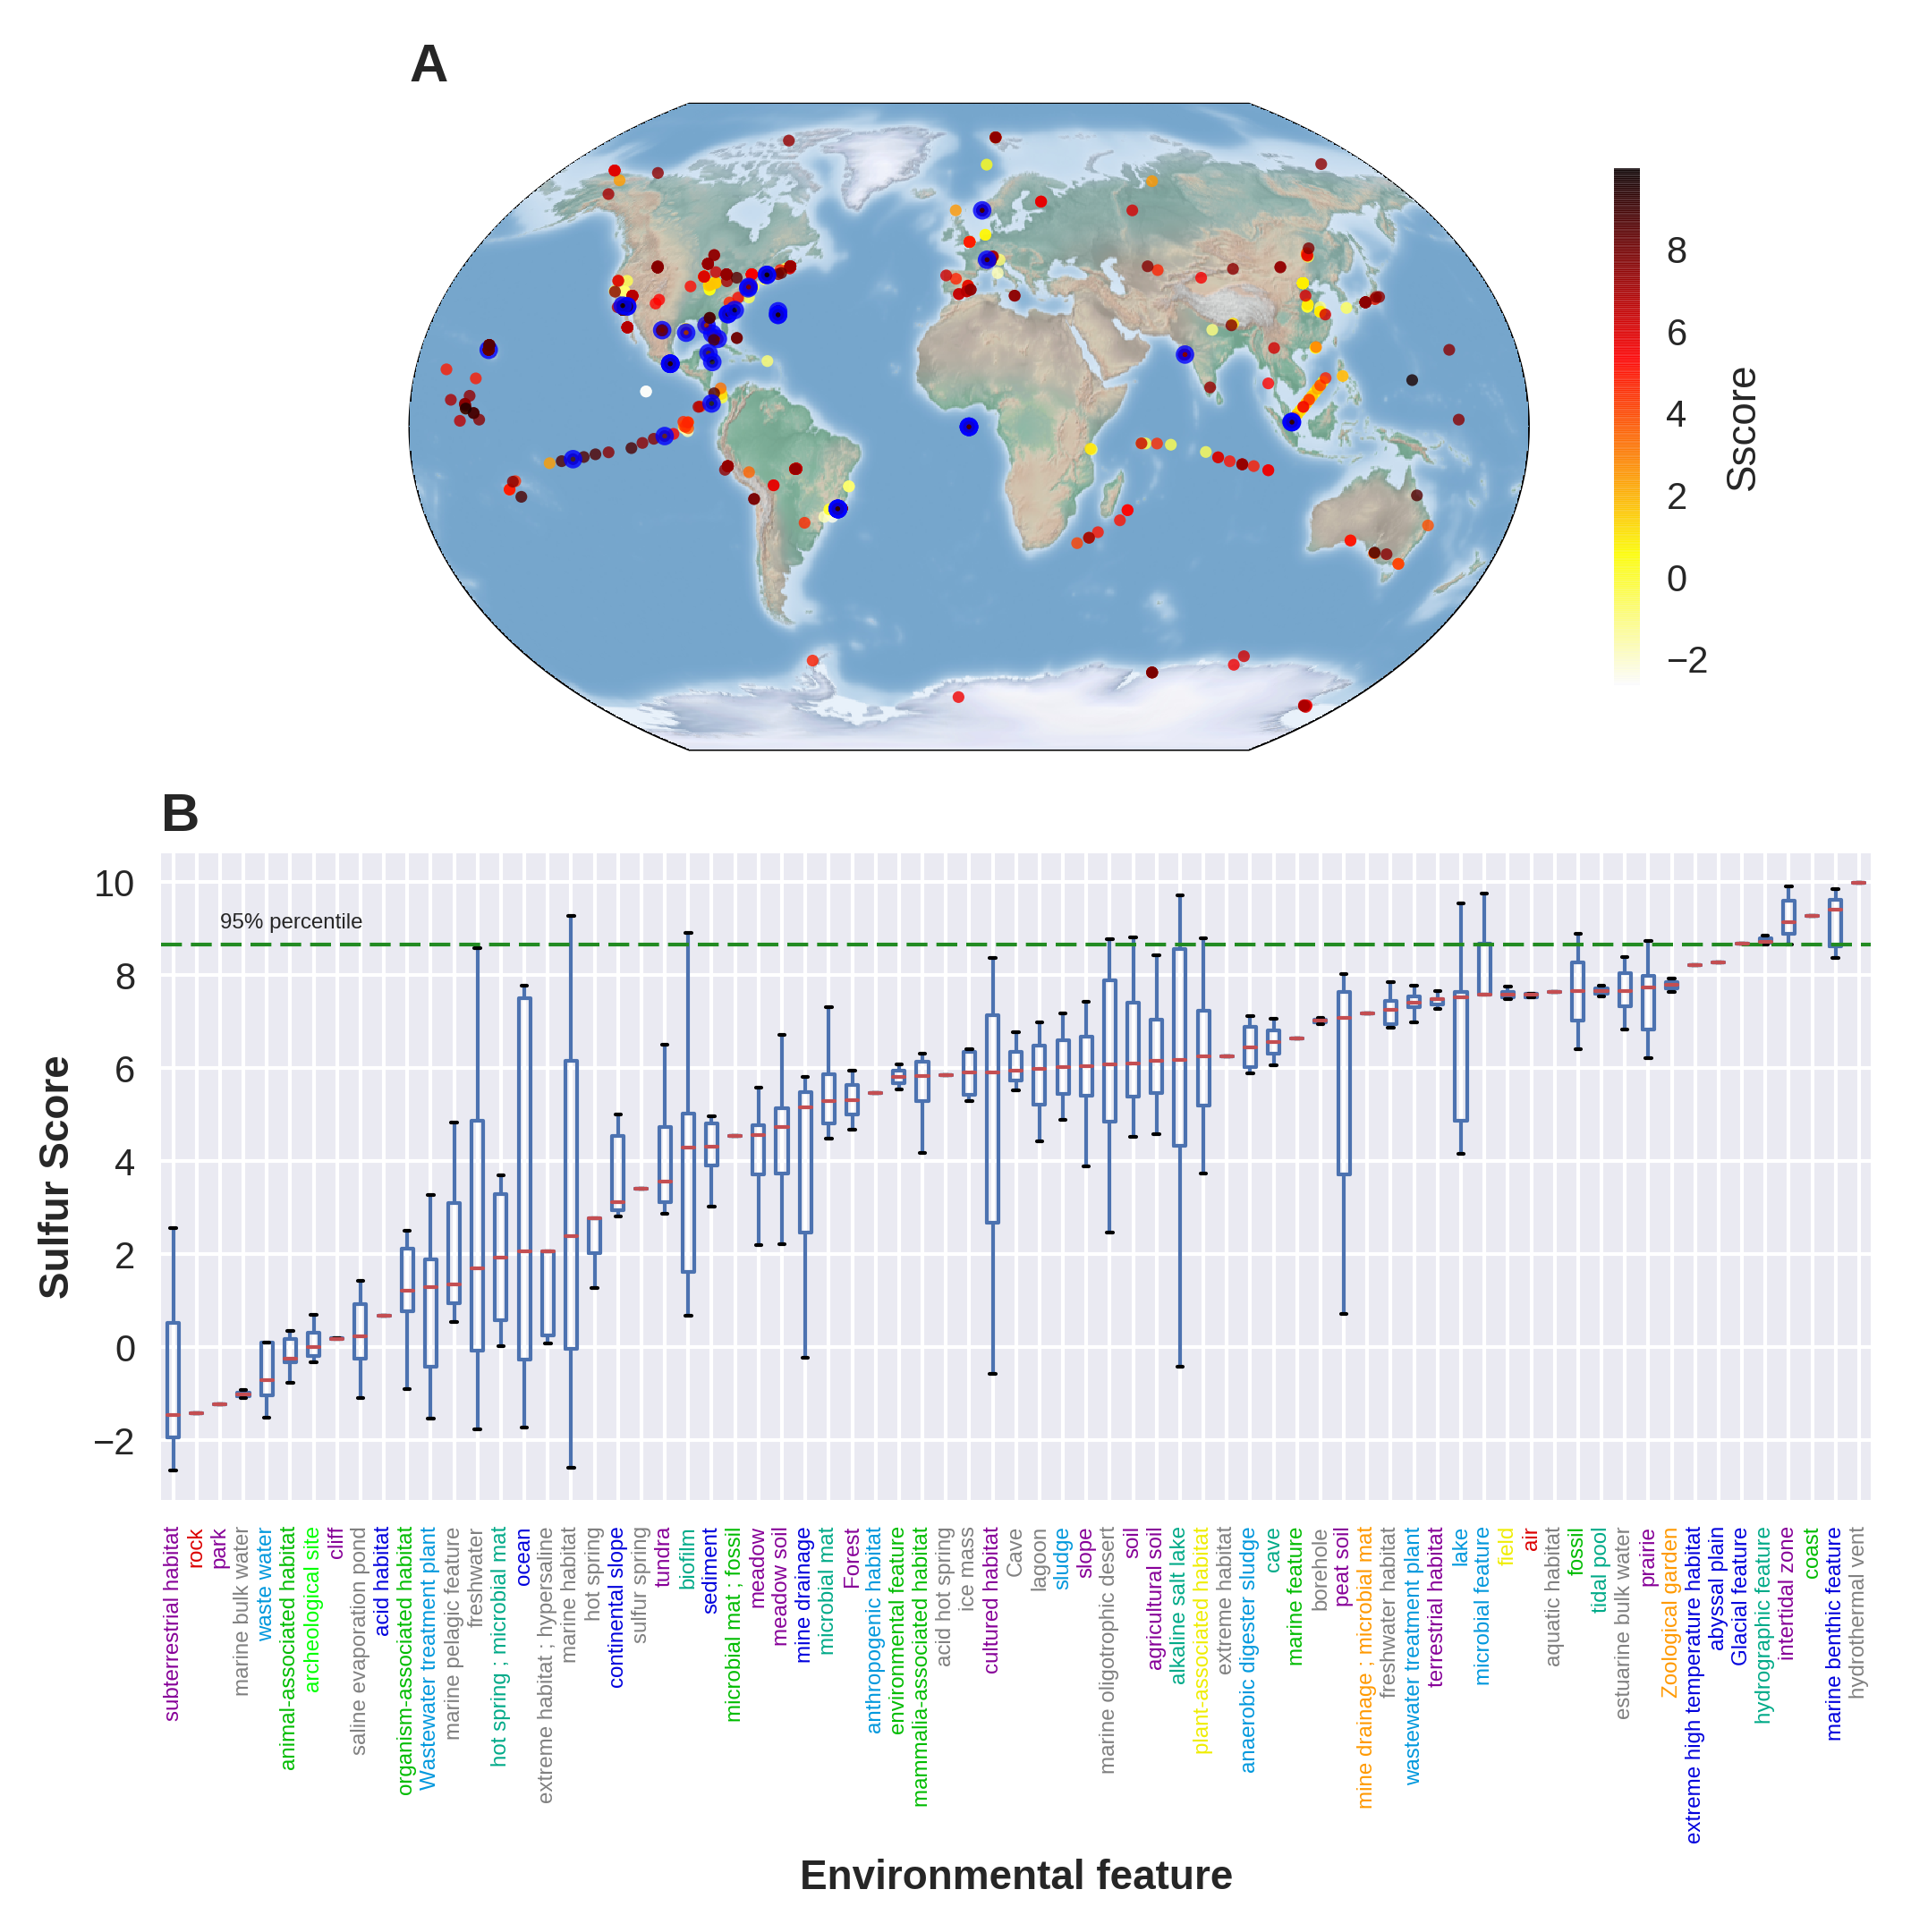 A
8
6
4
2
0
−2
Sscore
B
10
8
6
4
2
0
−2
95% percentile
Sulfur Score
subterrestrial habitat
rock
park
marine bulk water
waste water
animal-associated habitat
archeological site
cliff
saline evaporation pond
acid habitat
organism-associated habitat
Wastewater treatment plant
marine pelagic feature
freshwater
hot spring ; microbial mat
ocean
extreme habitat ; hypersaline
marine habitat
hot spring
continental slope
sulfur spring
tundra
biofilm
sediment
microbial mat ; fossil
meadow
meadow soil
mine drainage
microbial mat
Forest
anthropogenic habitat
environmental feature
mammalia-associated habitat
acid hot spring
ice mass
cultured habitat
Cave
lagoon
sludge
slope
marine oligotrophic desert
soil
agricultural soil
alkaline salt lake
plant-associated habitat
extreme habitat
anaerobic digester sludge
cave
marine feature
borehole
peat soil
mine drainage ; microbial mat
freshwater habitat
wastewater treatment plant
terrestrial habitat
lake
microbial feature
field
air
aquatic habitat
fossil
tidal pool
estuarine bulk water
prairie
Zoological garden
extreme high temperature habitat
abyssal plain
Glacial feature
hydrographic feature
intertidal zone
coast
marine benthic feature
hydrothermal vent
Environmental feature